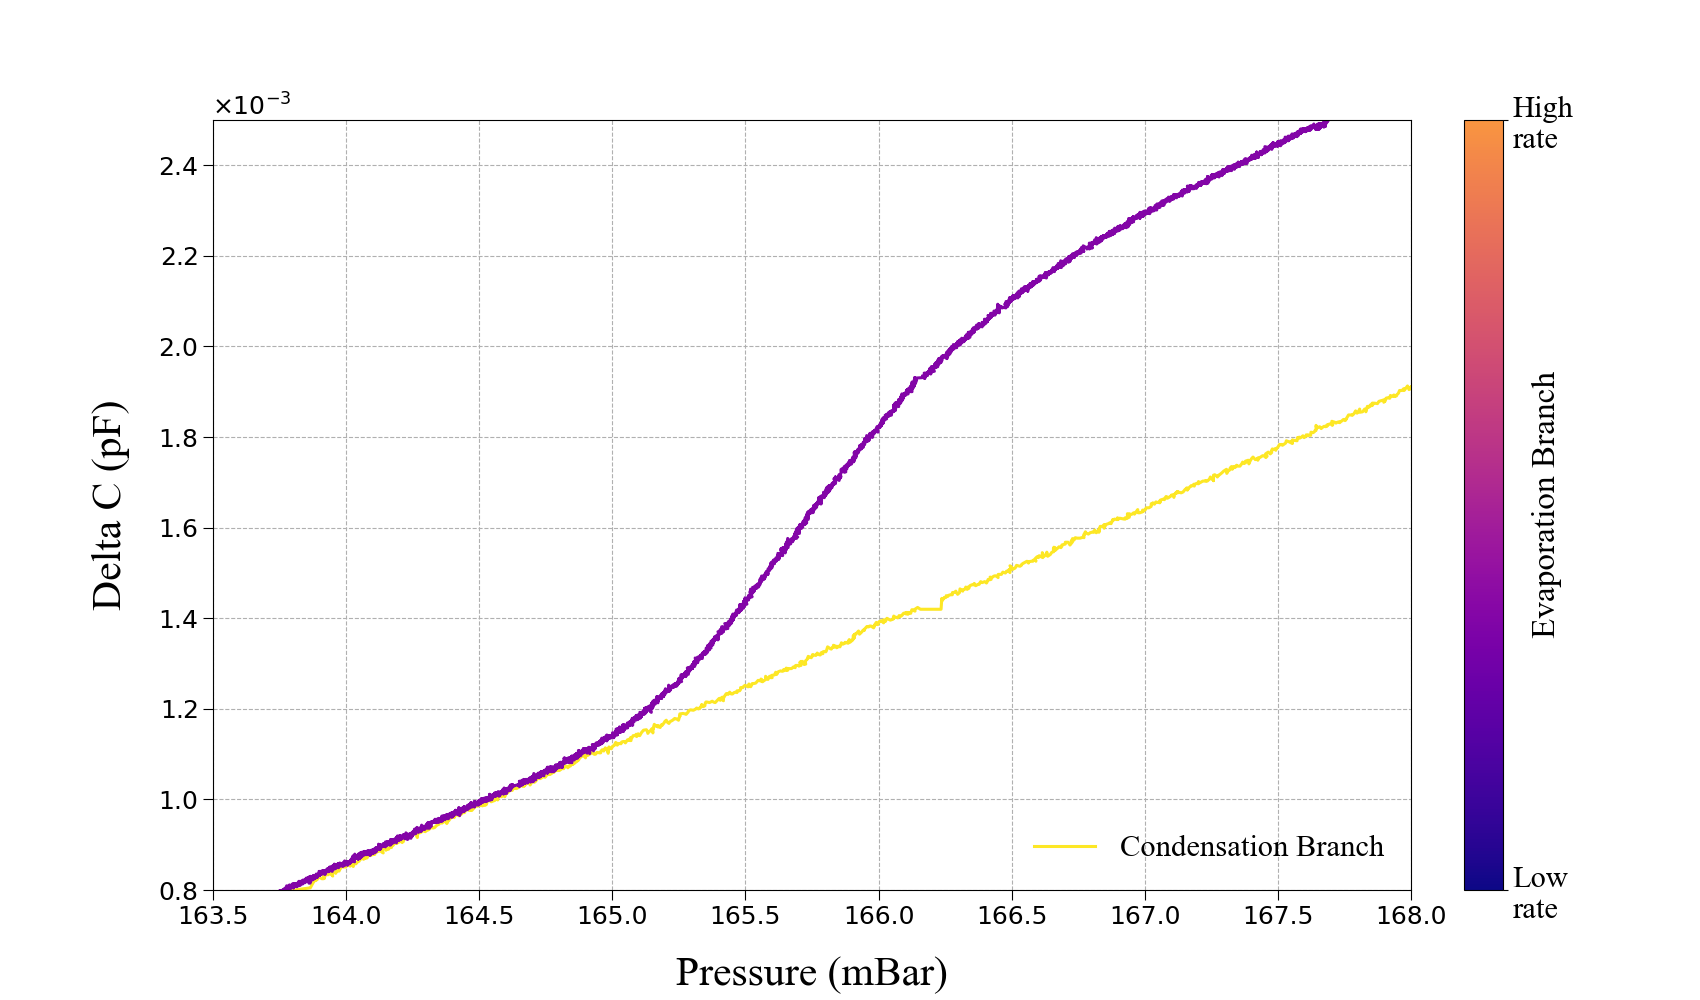 ×10⁻³
2.4
2.2
2.0
1.8
1.6
1.4
1.2
1.0
0.8
Delta C (pF)
163.5 164.0 164.5 165.0 165.5 166.0 166.5 167.0 167.5 168.0
Pressure (mBar)
Condensation Branch
High
rate
Evaporation Branch
Low
rate